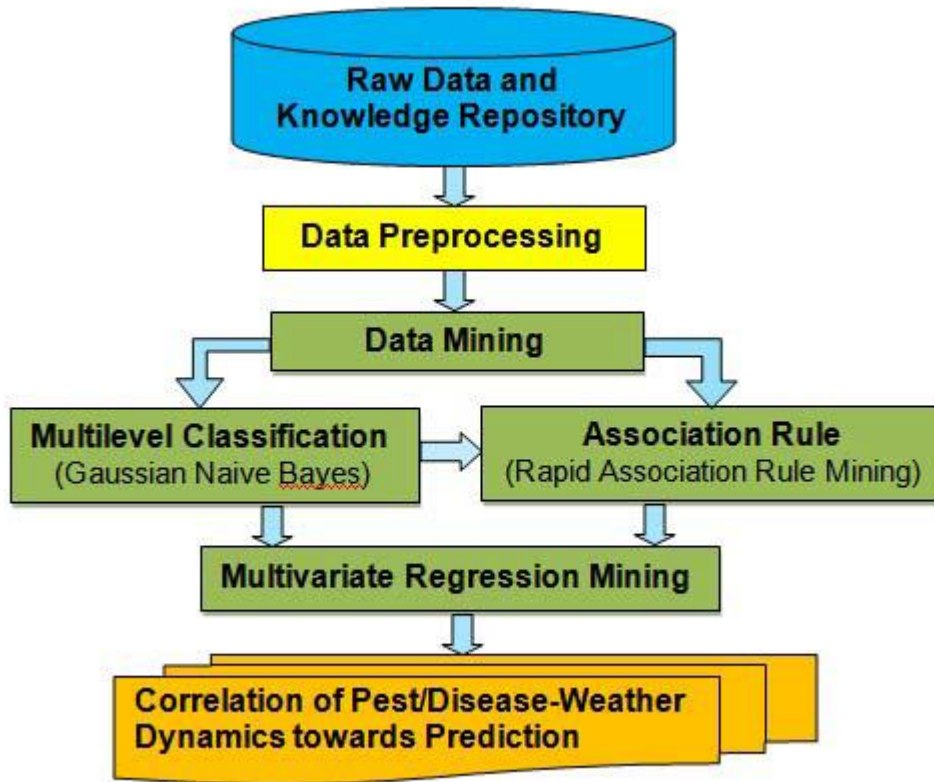 Raw Data and
Knowledge Repository
Data Preprocessing
Data Mining
Multilevel Classification
(Gaussian Naive Bayes)
Association Rule
(Rapid Association Rule Mining)
Multivariate Regression Mining
Correlation of Pest/Disease-Weather
Dynamics towards Prediction